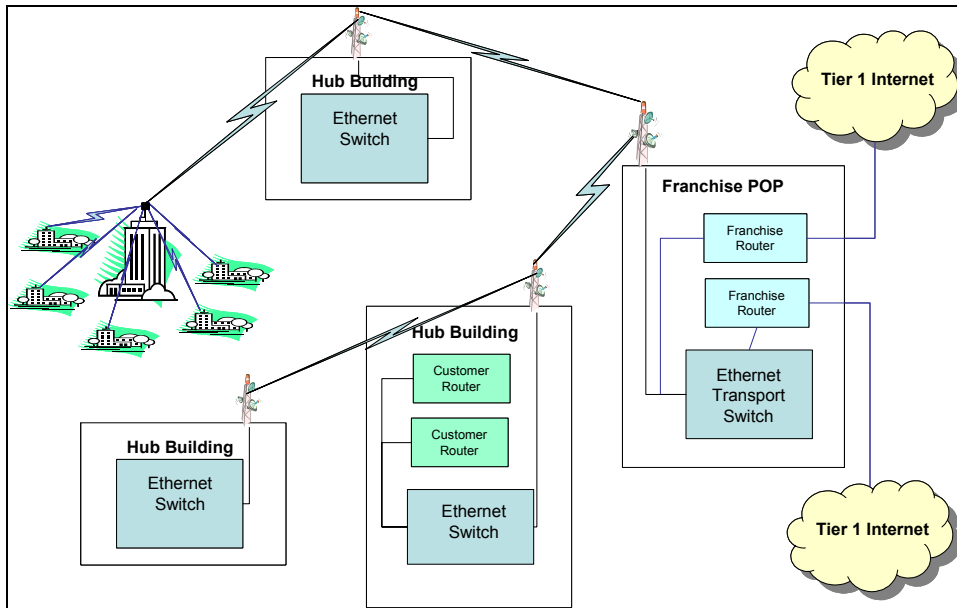 Hub Building
Ethernet
Switch
Tier 1 Internet
Franchise POP
Franchise
Router
Franchise
Router
Ethernet
Transport
Switch
Hub Building
Customer
Router
Customer
Router
Ethernet
Switch
Hub Building
Ethernet
Switch
Tier 1 Internet